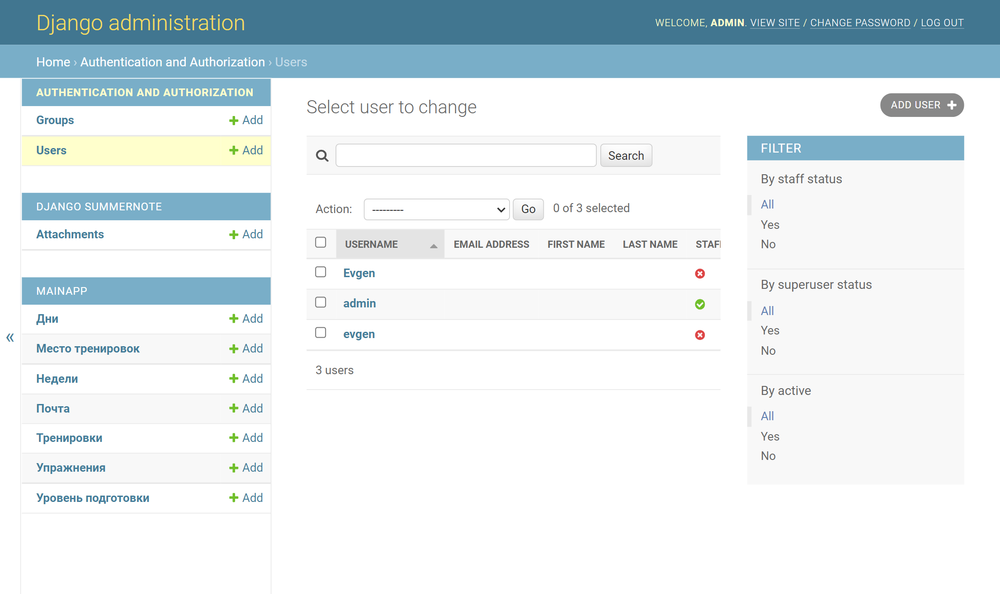 Django administration
WELCOME, ADMIN. VIEW SITE / CHANGE PASSWORD / LOG OUT
Home › Authentication and Authorization › Users
AUTHENTICATION AND AUTHORIZATION
Groups Add
Users Add
DJANGO SUMMERNOTE
Attachments Add
MAINAPP
Дни Add
Место тренировок Add
Недели Add
Почта Add
Тренировки Add
Упражнения Add
Уровень подготовки Add
«
Select user to change
ADD USER
Search
Action: --------- Go 0 of 3 selected
USERNAME EMAIL ADDRESS FIRST NAME LAST NAME
Evgen
admin
evgen
3 users
FILTER
By staff status
All
Yes
No
By superuser status
All
Yes
No
By active
All
Yes
No